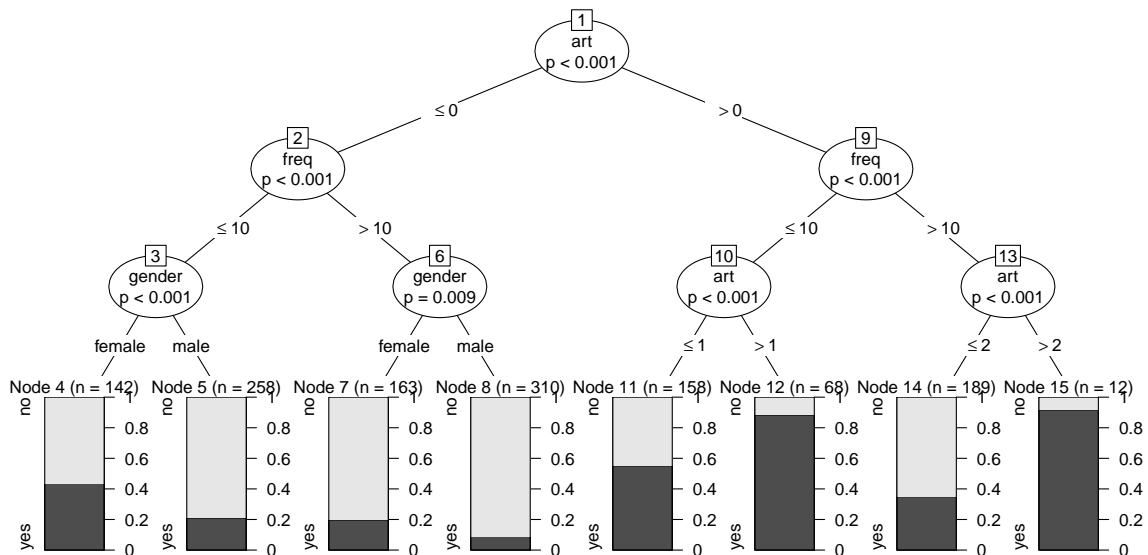 1
art
p < 0.001
≤ 0
> 0
2
freq
p < 0.001
9
freq
p < 0.001
≤ 10
> 10
≤ 10
> 10
3
gender
p < 0.001
6
gender
p = 0.009
10
art
p < 0.001
13
art
p < 0.001
female
male
female
male
≤ 1
> 1
≤ 2
> 2
Node 4 (n = 142)
yes
no
0
0.2
0.4
0.6
0.8
1
Node 5 (n = 258)
yes
no
0
0.2
0.4
0.6
0.8
1
Node 7 (n = 163)
yes
no
0
0.2
0.4
0.6
0.8
1
Node 8 (n = 310)
yes
no
0
0.2
0.4
0.6
0.8
1
Node 11 (n = 158)
yes
no
0
0.2
0.4
0.6
0.8
1
Node 12 (n = 68)
yes
no
0
0.2
0.4
0.6
0.8
1
Node 14 (n = 189)
yes
no
0
0.2
0.4
0.6
0.8
1
Node 15 (n = 12)
yes
no
0
0.2
0.4
0.6
0.8
1